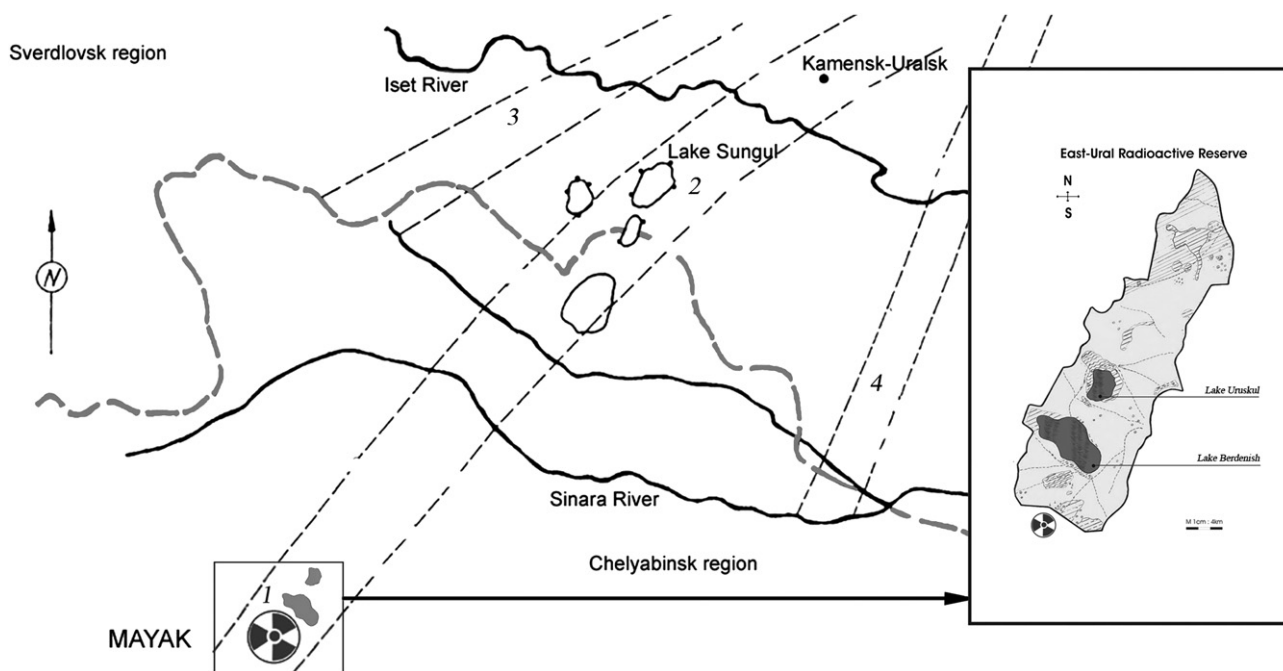 4
Sverdlovsk region
Kamensk-Uralsk
Iset River
3
East-Ural Radioactive Reserve
Lake Sungul
N
S
2
N
4
Lake Uruskul
Lake Berdenish
Sinara River
M 1cm : 4km
Chelyabinsk region
1
MAYAK